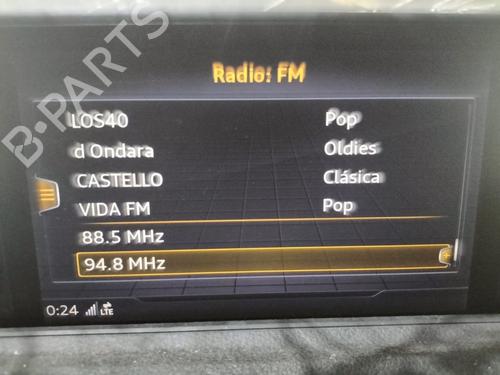 Radio: FM
LOS40 Pop
d Ondara Oldies
CASTELLO Clásica
VIDA FM Pop
88.5 MHz
94.8 MHz
0:24 LTE
B-PARTS